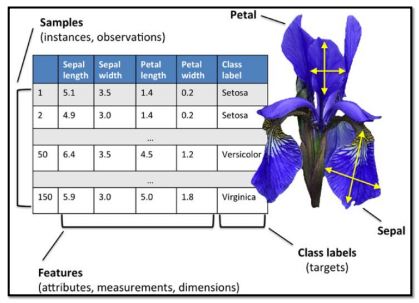 Samples
(instances, observations)
Petal
Sepal length Sepal width Petal length Petal width Class label
1 5.1 3.5 1.4 0.2 Setosa
2 4.9 3.0 1.4 0.2 Setosa
...
50 6.4 3.5 4.5 1.2 Versicolor
...
150 5.9 3.0 5.0 1.8 Virginica
Sepal
Class labels
(targets)
Features
(attributes, measurements, dimensions)